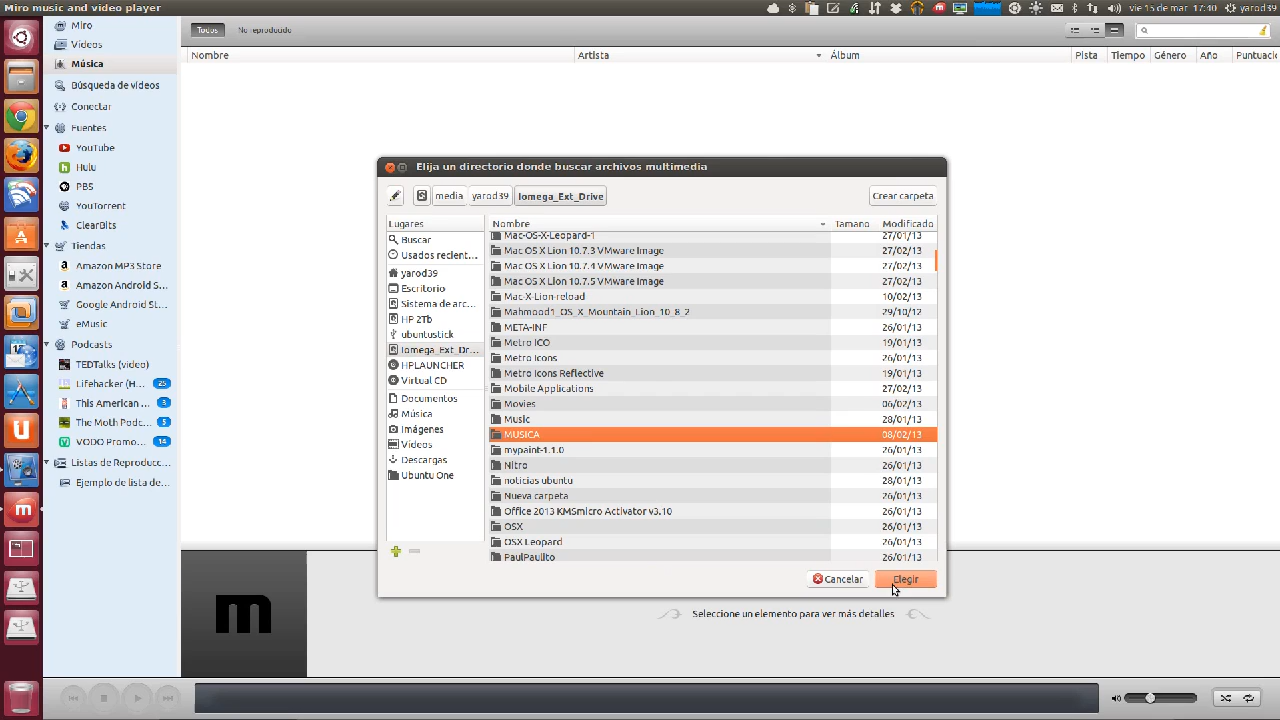 Miro music and video player
vie 15 de mar 17:40 yarod39
Miro
Vídeos
Música
Búsqueda de vídeos
Conectar
Fuentes
YouTube
Hulu
PBS
YouTorrent
ClearBits
Tiendas
Amazon MP3 Store
Amazon Android S...
Google Android St...
eMusic
Podcasts
TEDTalks (video)
Lifehacker (H... 25
This American ... 3
The Moth Podc... 5
VODO Promo... 14
Listas de Reproducc...
Ejemplo de lista de...
Todos No reproducido
Nombre Artista Álbum Pista Tiempo Género Año Puntuació
Elija un directorio donde buscar archivos multimedia
media yarod39 Iomega_Ext_Drive Crear carpeta
Lugares
Buscar
Usados recient...
yarod39
Escritorio
Sistema de arc...
HP 2Tb
ubuntustick
Iomega_Ext_Dr...
HPLAUNCHER
Virtual CD
Documentos
Música
Imágenes
Vídeos
Descargas
Ubuntu One
Nombre Tamaño Modificado
Mac-OS-X-Leopard-1 27/01/13
Mac OS X Lion 10.7.3 VMware Image 27/02/13
Mac OS X Lion 10.7.4 VMware Image 27/02/13
Mac OS X Lion 10.7.5 VMware Image 27/02/13
Mac-X-Lion-reload 10/02/13
Mahmood1_OS_X_Mountain_Lion_10_8_2 29/10/12
META-INF 26/01/13
Metro ICO 19/01/13
Metro Icons 26/01/13
Metro Icons Reflective 19/01/13
Mobile Applications 27/02/13
Movies 06/02/13
Music 28/01/13
MUSICA 08/02/13
mypaint-1.1.0 26/01/13
Nitro 26/01/13
noticias ubuntu 28/01/13
Nueva carpeta 26/01/13
Office 2013 KMSmicro Activator v3.10 26/01/13
OSX 26/01/13
OSX Leopard 26/01/13
PaulPaulito 26/01/13
Cancelar Elegir
Seleccione un elemento para ver más detalles